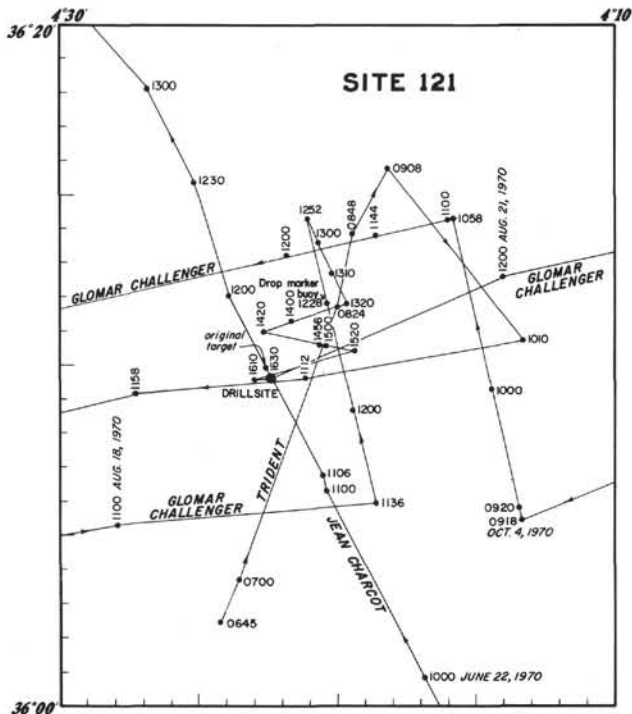 4°30'
4°10'
36°20'
SITE 121
1300
1230
0908
1252
0848
1144
1100
1058
1200 AUG. 21, 1970
1300
1200
GLOMAR CHALLENGER
1310
GLOMAR
CHALLENGER
Drop marker
buoy
1200
1420
1400
1228
1320
0824
original
target
1456
1500
1520
1010
1610
1630
1112
1158
DRILLSITE
1000
1200
1100 AUG. 18, 1970
GLOMAR
CHALLENGER
TRIDENT
1106
1100
1136
0920
0918
OCT. 4, 1970
JEAN CHARCOT
0700
0645
1000 JUNE 22, 1970
36°00'